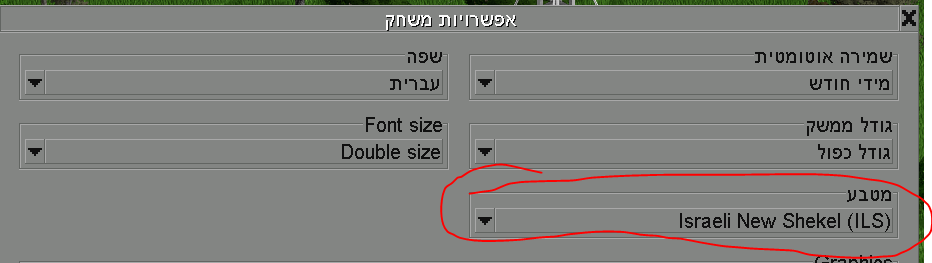 אפשרויות משחק
שמירה אוטומטית
מידי חודש
שפה
עברית
גודל ממשק
גודל כפול
Font size
Double size
מטבע
Israeli New Shekel (ILS)
Graphics